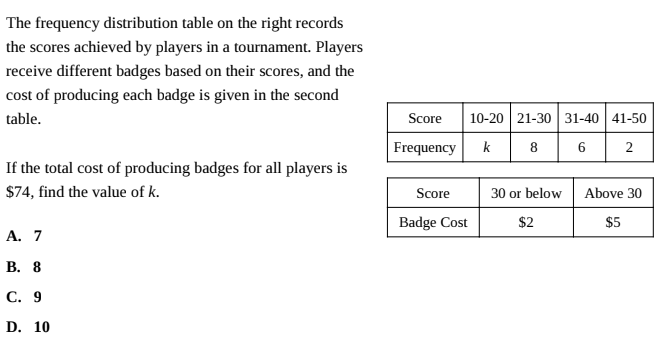 The frequency distribution table on the right records
the scores achieved by players in a tournament. Players
receive different badges based on their scores, and the
cost of producing each badge is given in the second
table.
If the total cost of producing badges for all players is
$74, find the value of k.
A. 7
B. 8
C. 9
D. 10
Score 10-20 21-30 31-40 41-50
Frequency k 8 6 2
Score 30 or below Above 30
Badge Cost $2 $5